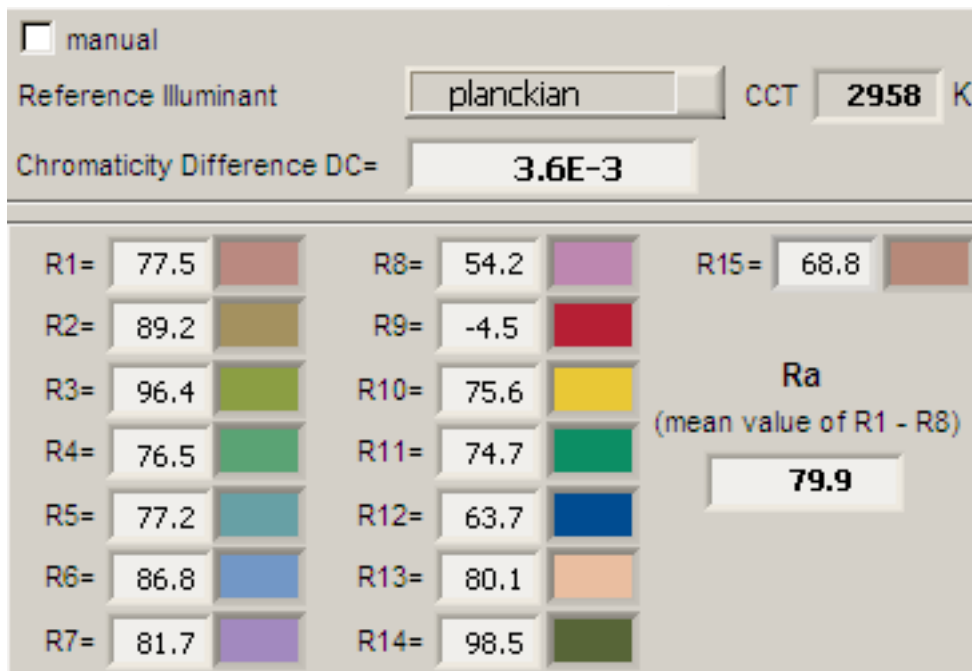 manual
Reference Illuminant planckian CCT 2958 K
Chromaticity Difference DC= 3.6E-3
R1= 77.5 R8= 54.2 R15= 68.8
R2= 89.2 R9= -4.5
R3= 96.4 R10= 75.6 Ra
(mean value of R1 - R8)
R4= 76.5 R11= 74.7
79.9
R5= 77.2 R12= 63.7
R6= 86.8 R13= 80.1
R7= 81.7 R14= 98.5